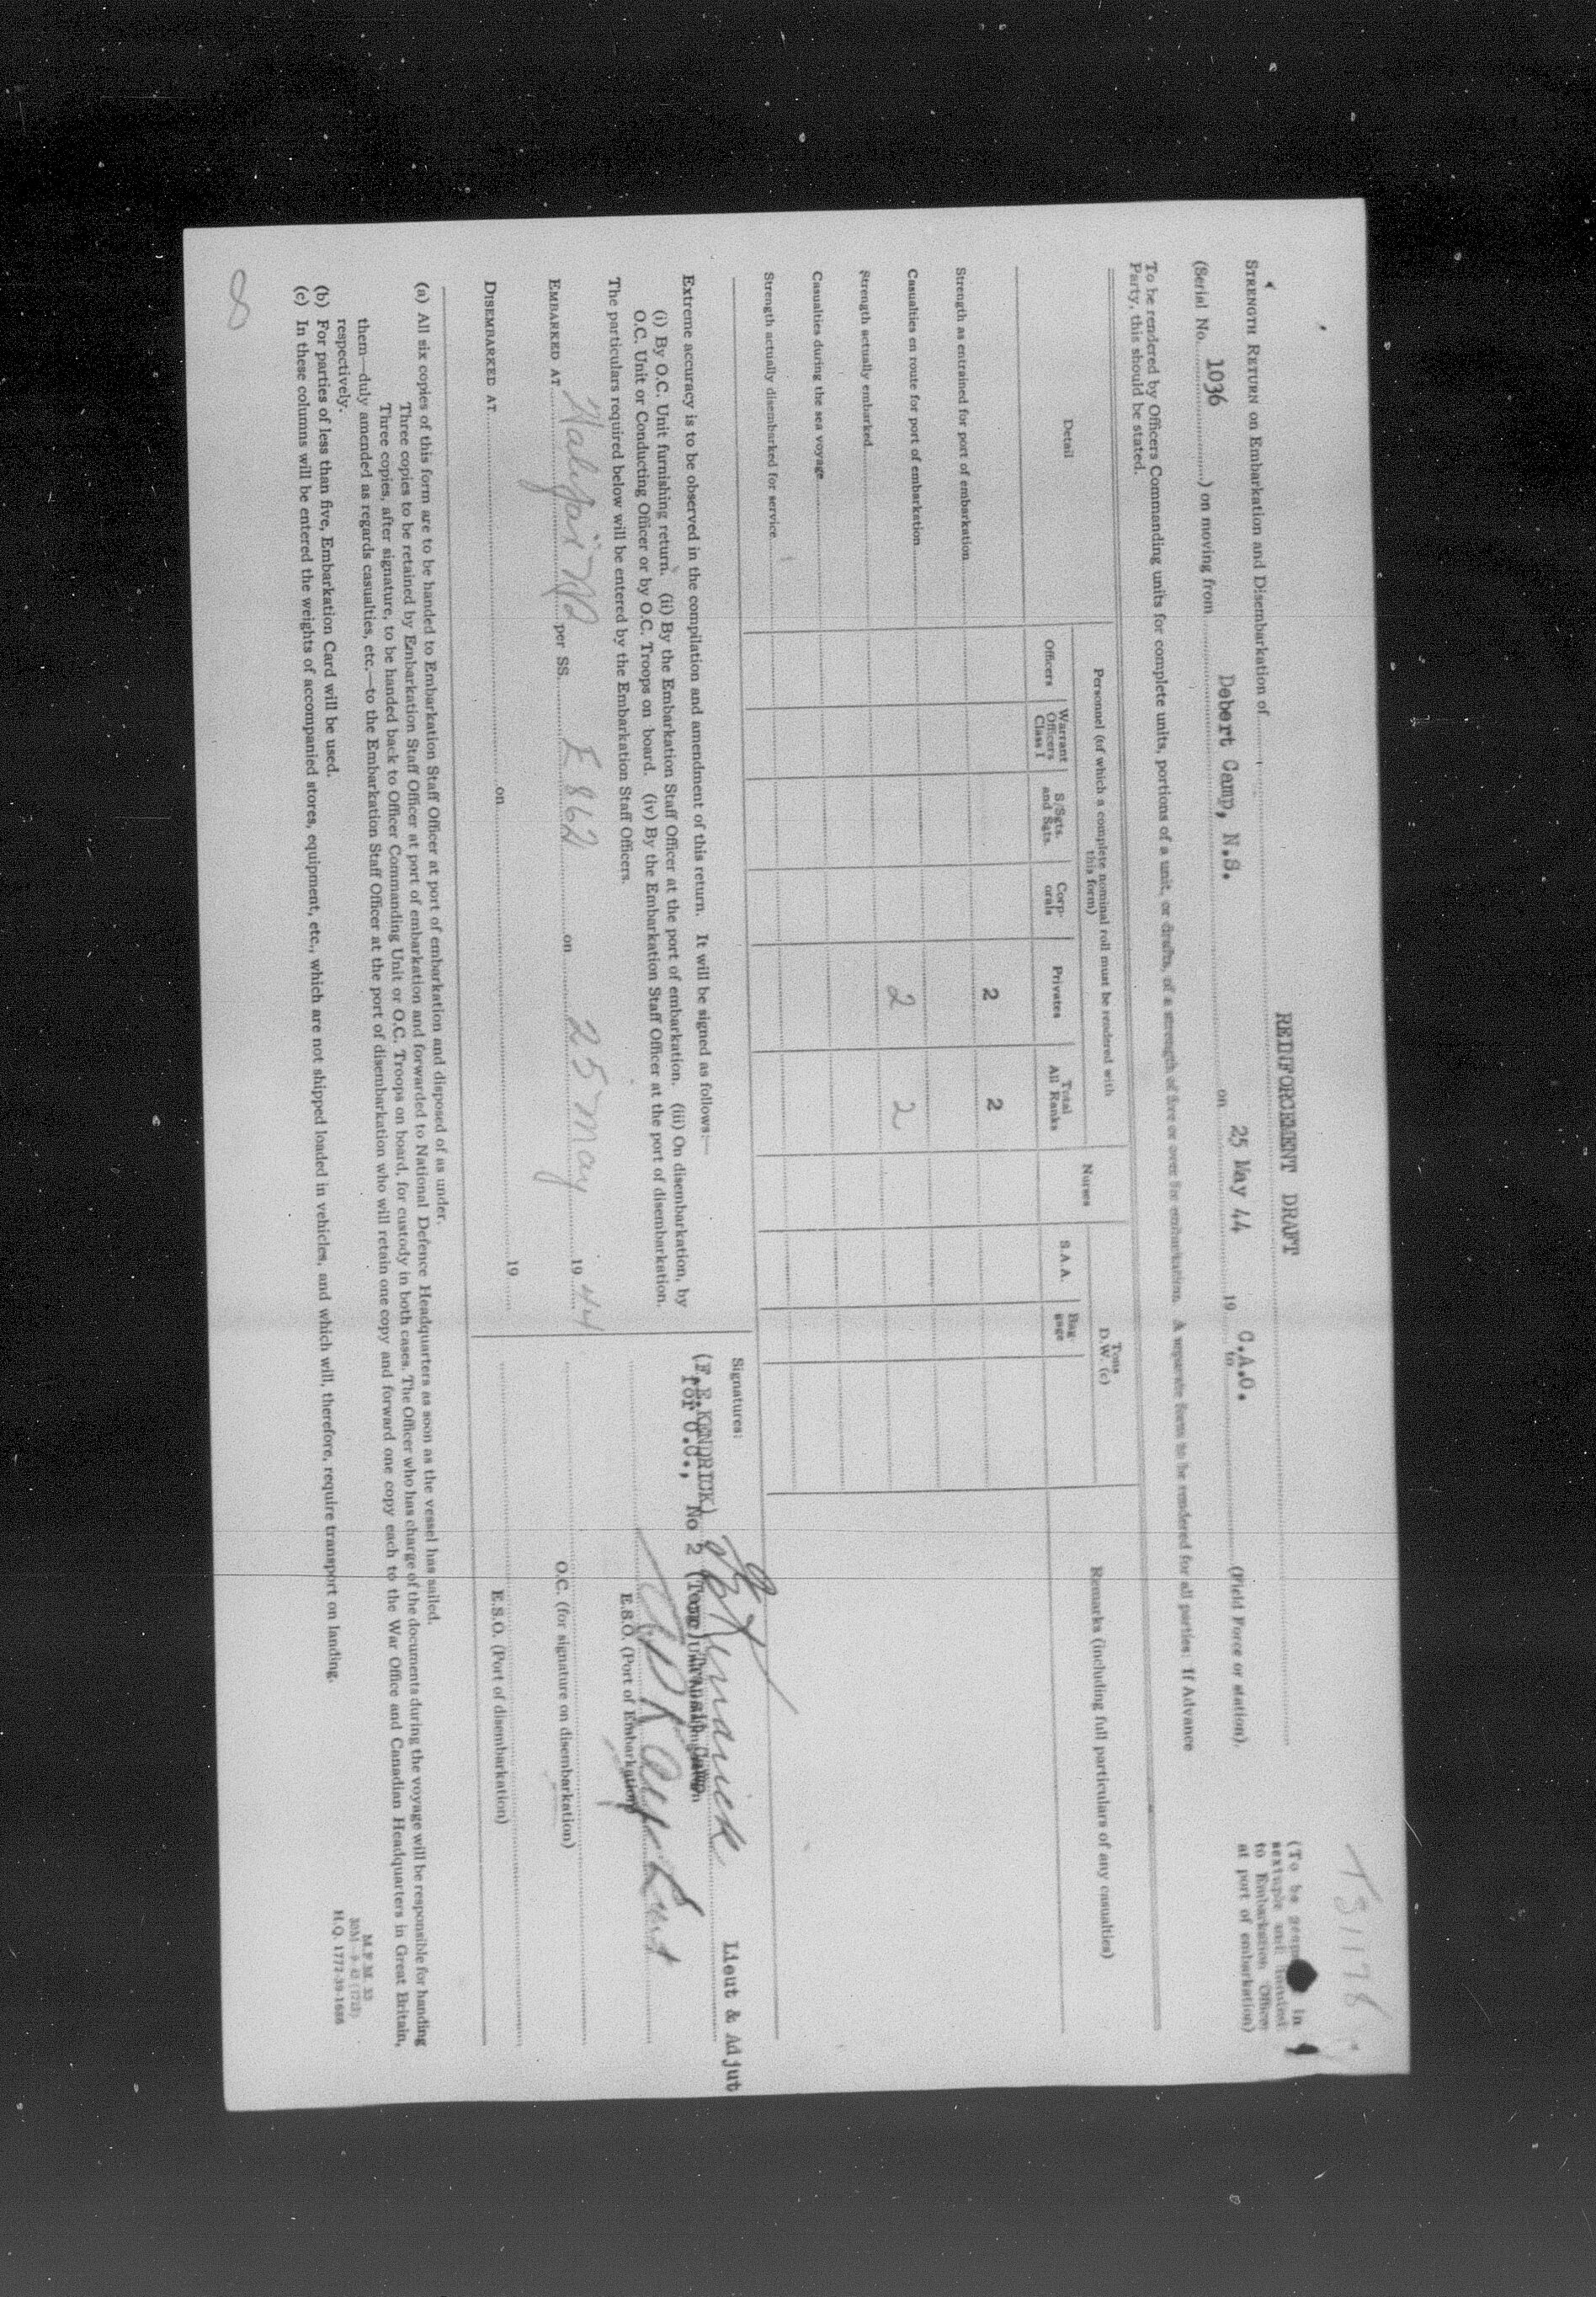 T 31178
REINFORCEMENT DRAFT
(To be
sextuple and handed
to Embarkation Officer
at port of embarkation)
STRENGTH RETURN on Embarkation and Disembarkation of
(Serial No. 1036) on moving from Debert Camp, N.S. on 25 May 44 19 to C.A.O. (Field Force or station).
To be rendered by Officers Commanding units for complete units, portions of a unit, or drafts, of a strength of five or over for embarkation. A separate form to be rendered for all parties: If Advance
Party, this should be stated.
Detail
Personnel (of which a complete nominal roll must be rendered with
this form)
Officers
Warrant
Officers
Class I
S/Sgts.
and Sgts.
Corp-
orals
Privates
Total
All Ranks
Nurses
Tons
D.W. (c)
S.A.A.
Bag-
gage
Remarks (including full particulars of any casualties)
Strength as entrained for port of embarkation 2 2
Casualties en route for port of embarkation
Strength actually embarked 2 2
Casualties during the sea voyage
Strength actually disembarked for service
Extreme accuracy is to be observed in the compilation and amendment of this return. It will be signed as follows:—
(i) By O.C. Unit furnishing return. (ii) By the Embarkation Staff Officer at the port of embarkation. (iii) On disembarkation, by
O.C. Unit or Conducting Officer or by O.C. Troops on board. (iv) By the Embarkation Staff Officer at the port of disembarkation.
The particulars required below will be entered by the Embarkation Staff Officers.
EMBARKED AT Halifax NS per SS. E 862 on 25 May 19 44
DISEMBARKED AT on 19
Signatures:
Lieut & Adjut
(F.E.KENDRICK)
for O.C., No 2
E.S.O. (Port of Embarkation)
O.C. (for signature on disembarkation)
E.S.O. (Port of disembarkation)
(a) All six copies of this form are to be handed to Embarkation Staff Officer at port of embarkation and disposed of as under.
Three copies to be retained by Embarkation Staff Officer at port of embarkation and forwarded to National Defence Headquarters as soon as the vessel has sailed.
Three copies, after signature, to be handed back to Officer Commanding Unit or O.C. Troops on board, for custody in both cases. The Officer who has charge of the documents during the voyage will be responsible for handing
them—duly amended as regards casualties, etc.—to the Embarkation Staff Officer at the port of disembarkation who will retain one copy and forward one copy each to the War Office and Canadian Headquarters in Great Britain,
respectively.
(b) For parties of less than five, Embarkation Card will be used.
(c) In these columns will be entered the weights of accompanied stores, equipment, etc., which are not shipped loaded in vehicles, and which will, therefore, require transport on landing.
M.F.M. 33
H.Q. 1772-39-1688
8